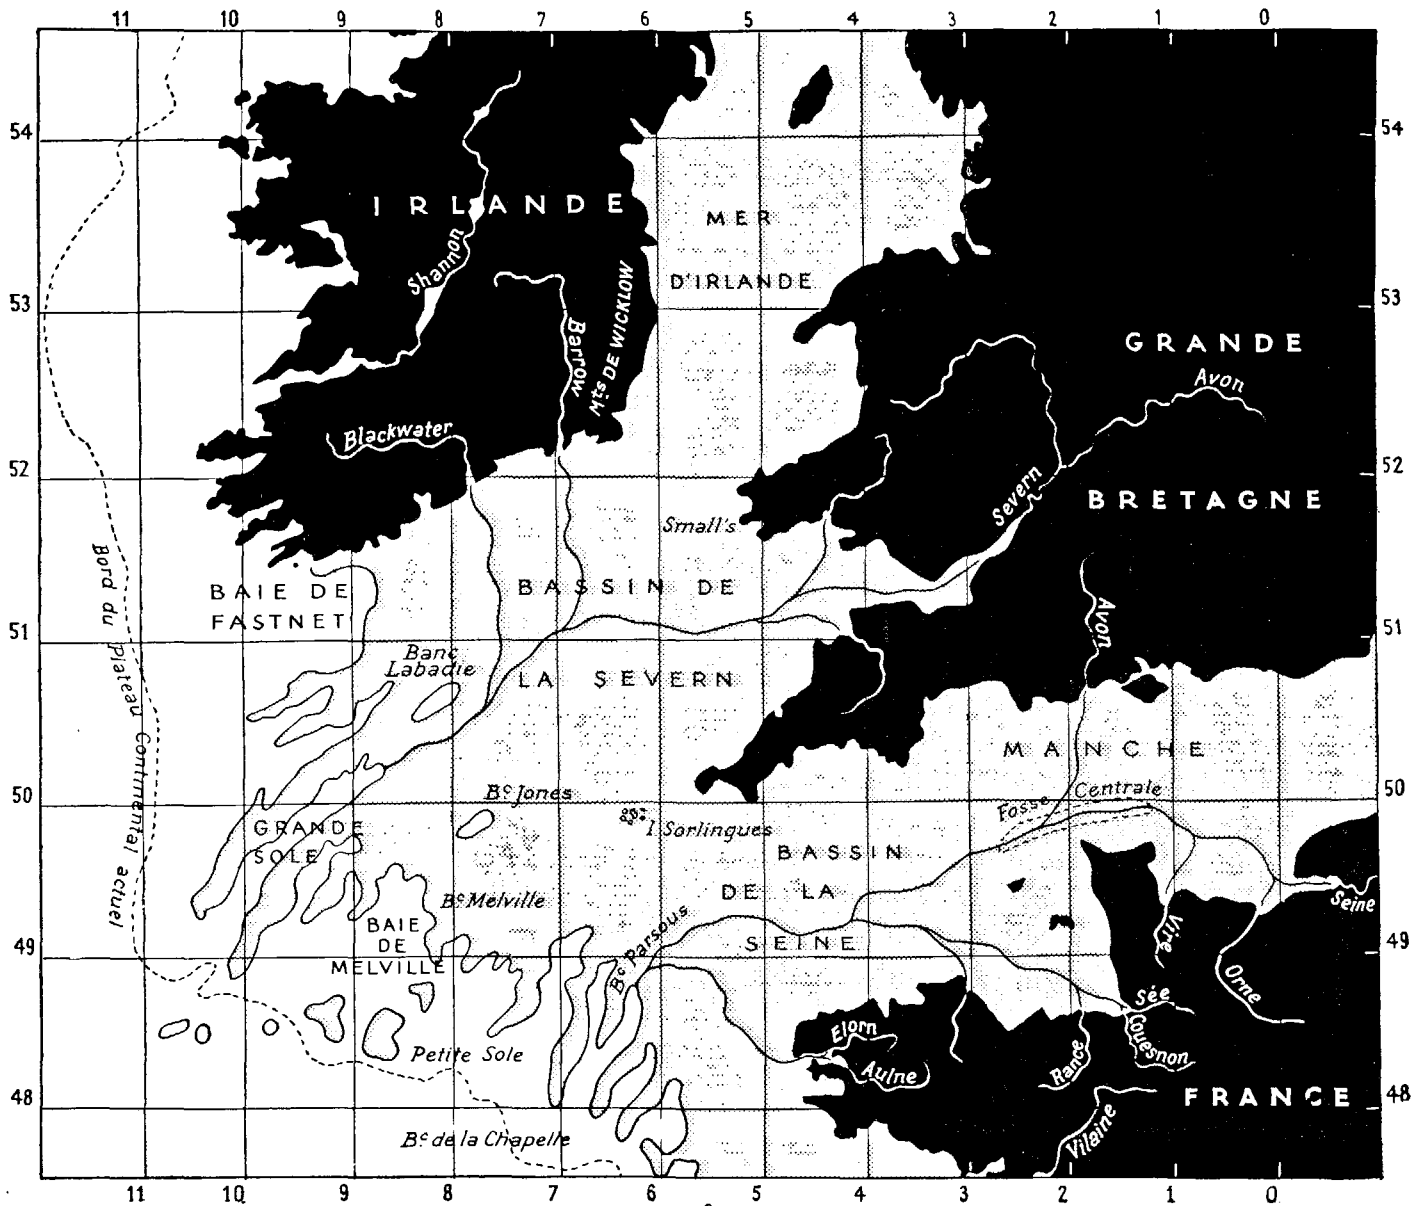 11 10 9 8 7 6 5 4 3 2 1 0
54 54
IRLANDE
MER
D'IRLANDE
Shannon
53 53
Barrow
Mts DE WICKLOW
GRANDE
Avon
Blackwater
52 52
Severn
BRETAGNE
Small's
Bord du Plateau Continental actuel
BAIE DE
FASTNET
BASSIN DE
LA SEVERN
Avon
51 51
Banc
Labadie
MANCHE
Fosse Centrale
50 50
Bc Jones
I. Sorlingues
GRANDE
SOLE
BASSIN
DE LA
SEINE
Bc Melville
Seine
BAIE
DE
MELVILLE
Bc Parsous
Vire
49 49
Orne
Sée
Couesnon
Elorn
Aulne
Rance
Petite Sole
FRANCE
48 48
Vilaine
Bc de la Chapelle
11 10 9 8 7 6 5 4 3 2 1 0